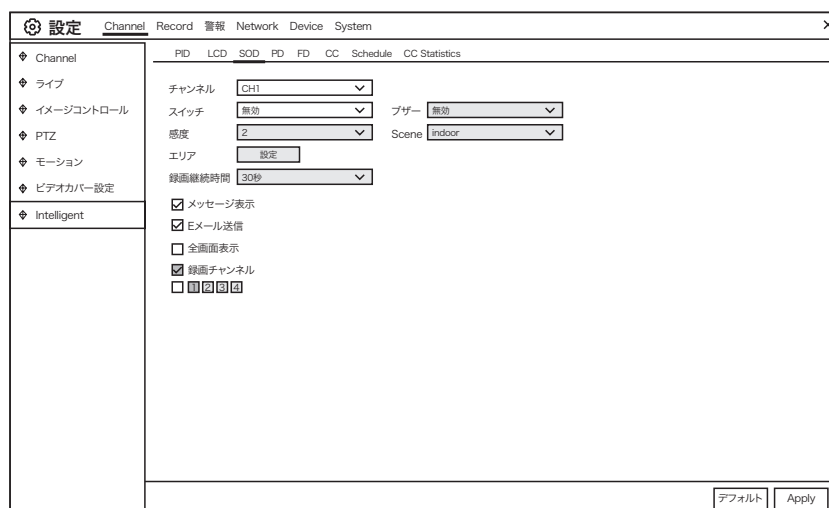 設定 Channel Record 警報 Network Device System ×
Channel
ライブ
イメージコントロール
PTZ
モーション
ビデオカバー設定
Intelligent
PID LCD SOD PD FD CC Schedule CC Statistics
チャンネル CH1
スイッチ 無効 ブザー 無効
感度 2 Scene indoor
エリア 設定
録画継続時間 30秒
メッセージ表示
Eメール送信
全画面表示
録画チャンネル
1 2 3 4
デフォルト Apply